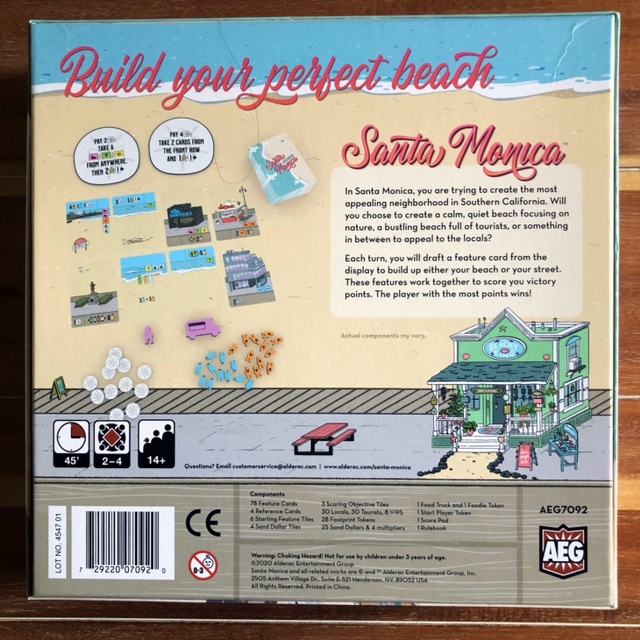 Build your perfect beach
PAY 2
TAKE A
FROM ANYWHERE.
THEN 2
PAY 4
TAKE 2 CARDS FROM
THE FRONT ROW
AND 1
Santa Monica
Santa Monica™
In Santa Monica, you are trying to create the most
appealing neighborhood in Southern California. Will
you choose to create a calm, quiet beach focusing on
nature, a bustling beach full of tourists, or something
in between to appeal to the locals?
Each turn, you will draft a feature card from the
display to build up either your beach or your street.
These features work together to score you victory
points. The player with the most points wins!
Actual components my vary.
BEACHY
45'
2-4
14+
Questions? Email customerservice@alderac.com | www.alderac.com/santa-monica
Components
78 Feature Cards
4 Reference Cards
6 Starting Feature Tiles
4 Sand Dollar Tiles
3 Scoring Objective Tiles
30 Locals, 30 Tourists, 8 VIPS
28 Footprint Tokens
25 Sand Dollars & 4 multipliers
1 Food Truck and 1 Foodie Token
1 Start Player Token
1 Score Pad
1 Rulebook
AEG7092
LOT NO. 4547 01
7 29220 07092 0
CE
0-3
Warning: Choking Hazard! Not for use by children under 3 years of age.
©2020 Alderac Entertainment Group
Santa Monica and all related marks are © and ™ Alderac Entertainment Group, Inc.
2505 Anthem Village Dr., Suite E-521 Henderson, NV. 89052 USA
All Rights Reserved. Printed in China.
AEG